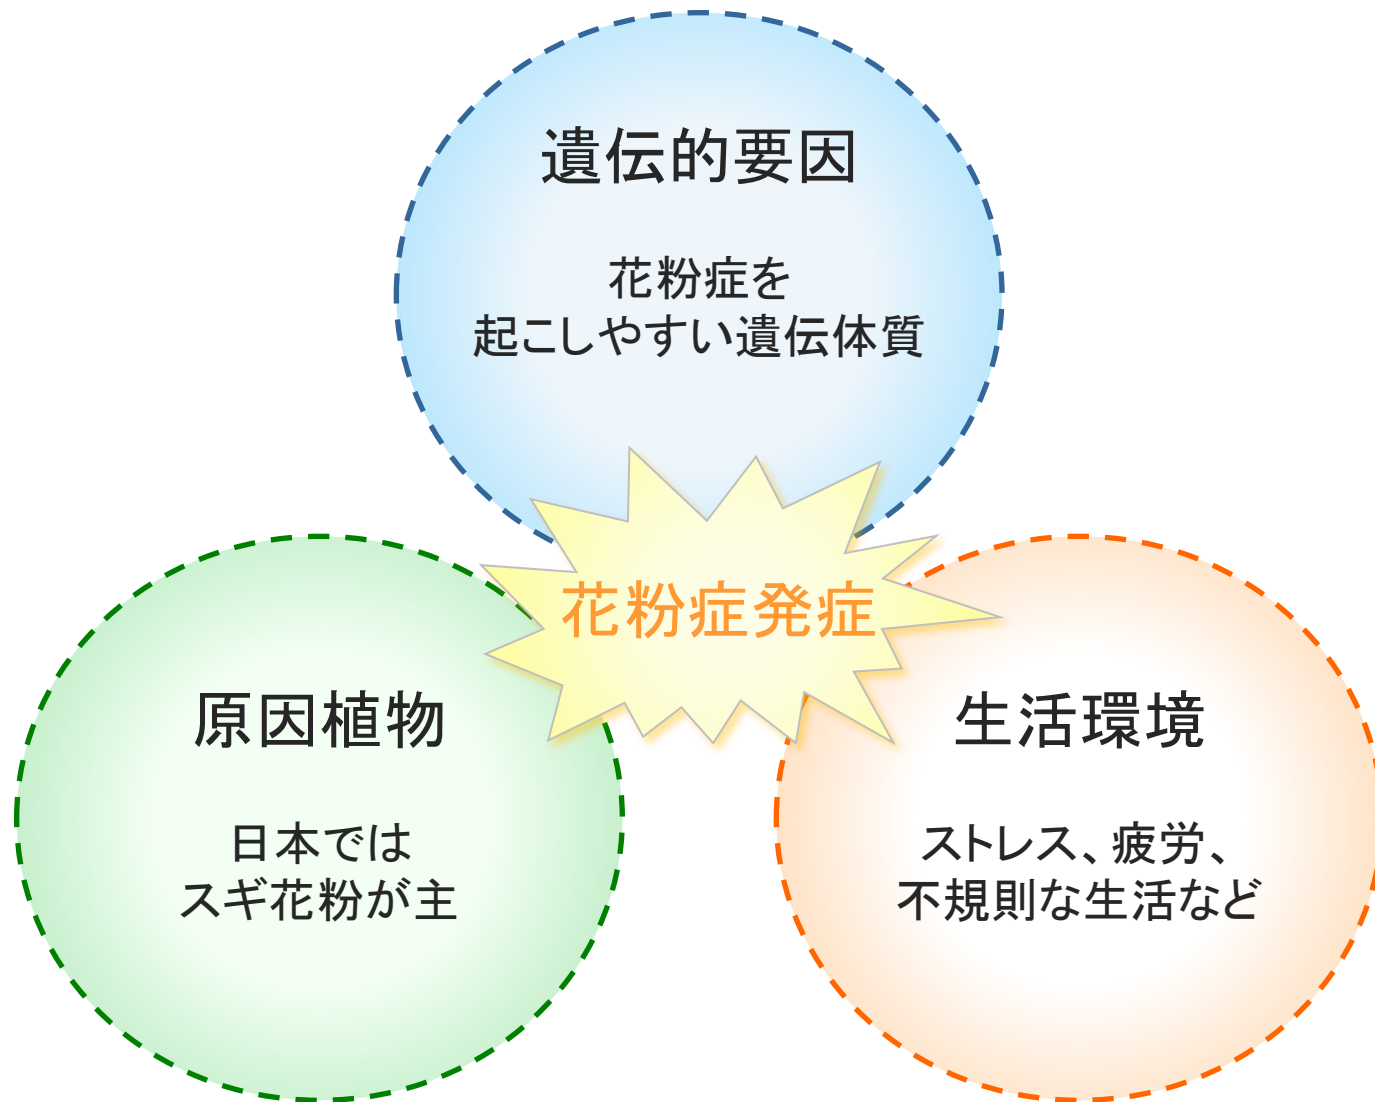 遺伝的要因
花粉症を
起こしやすい遺伝体質
花粉症発症
原因植物
日本では
スギ花粉が主
生活環境
ストレス、疲労、
不規則な生活など